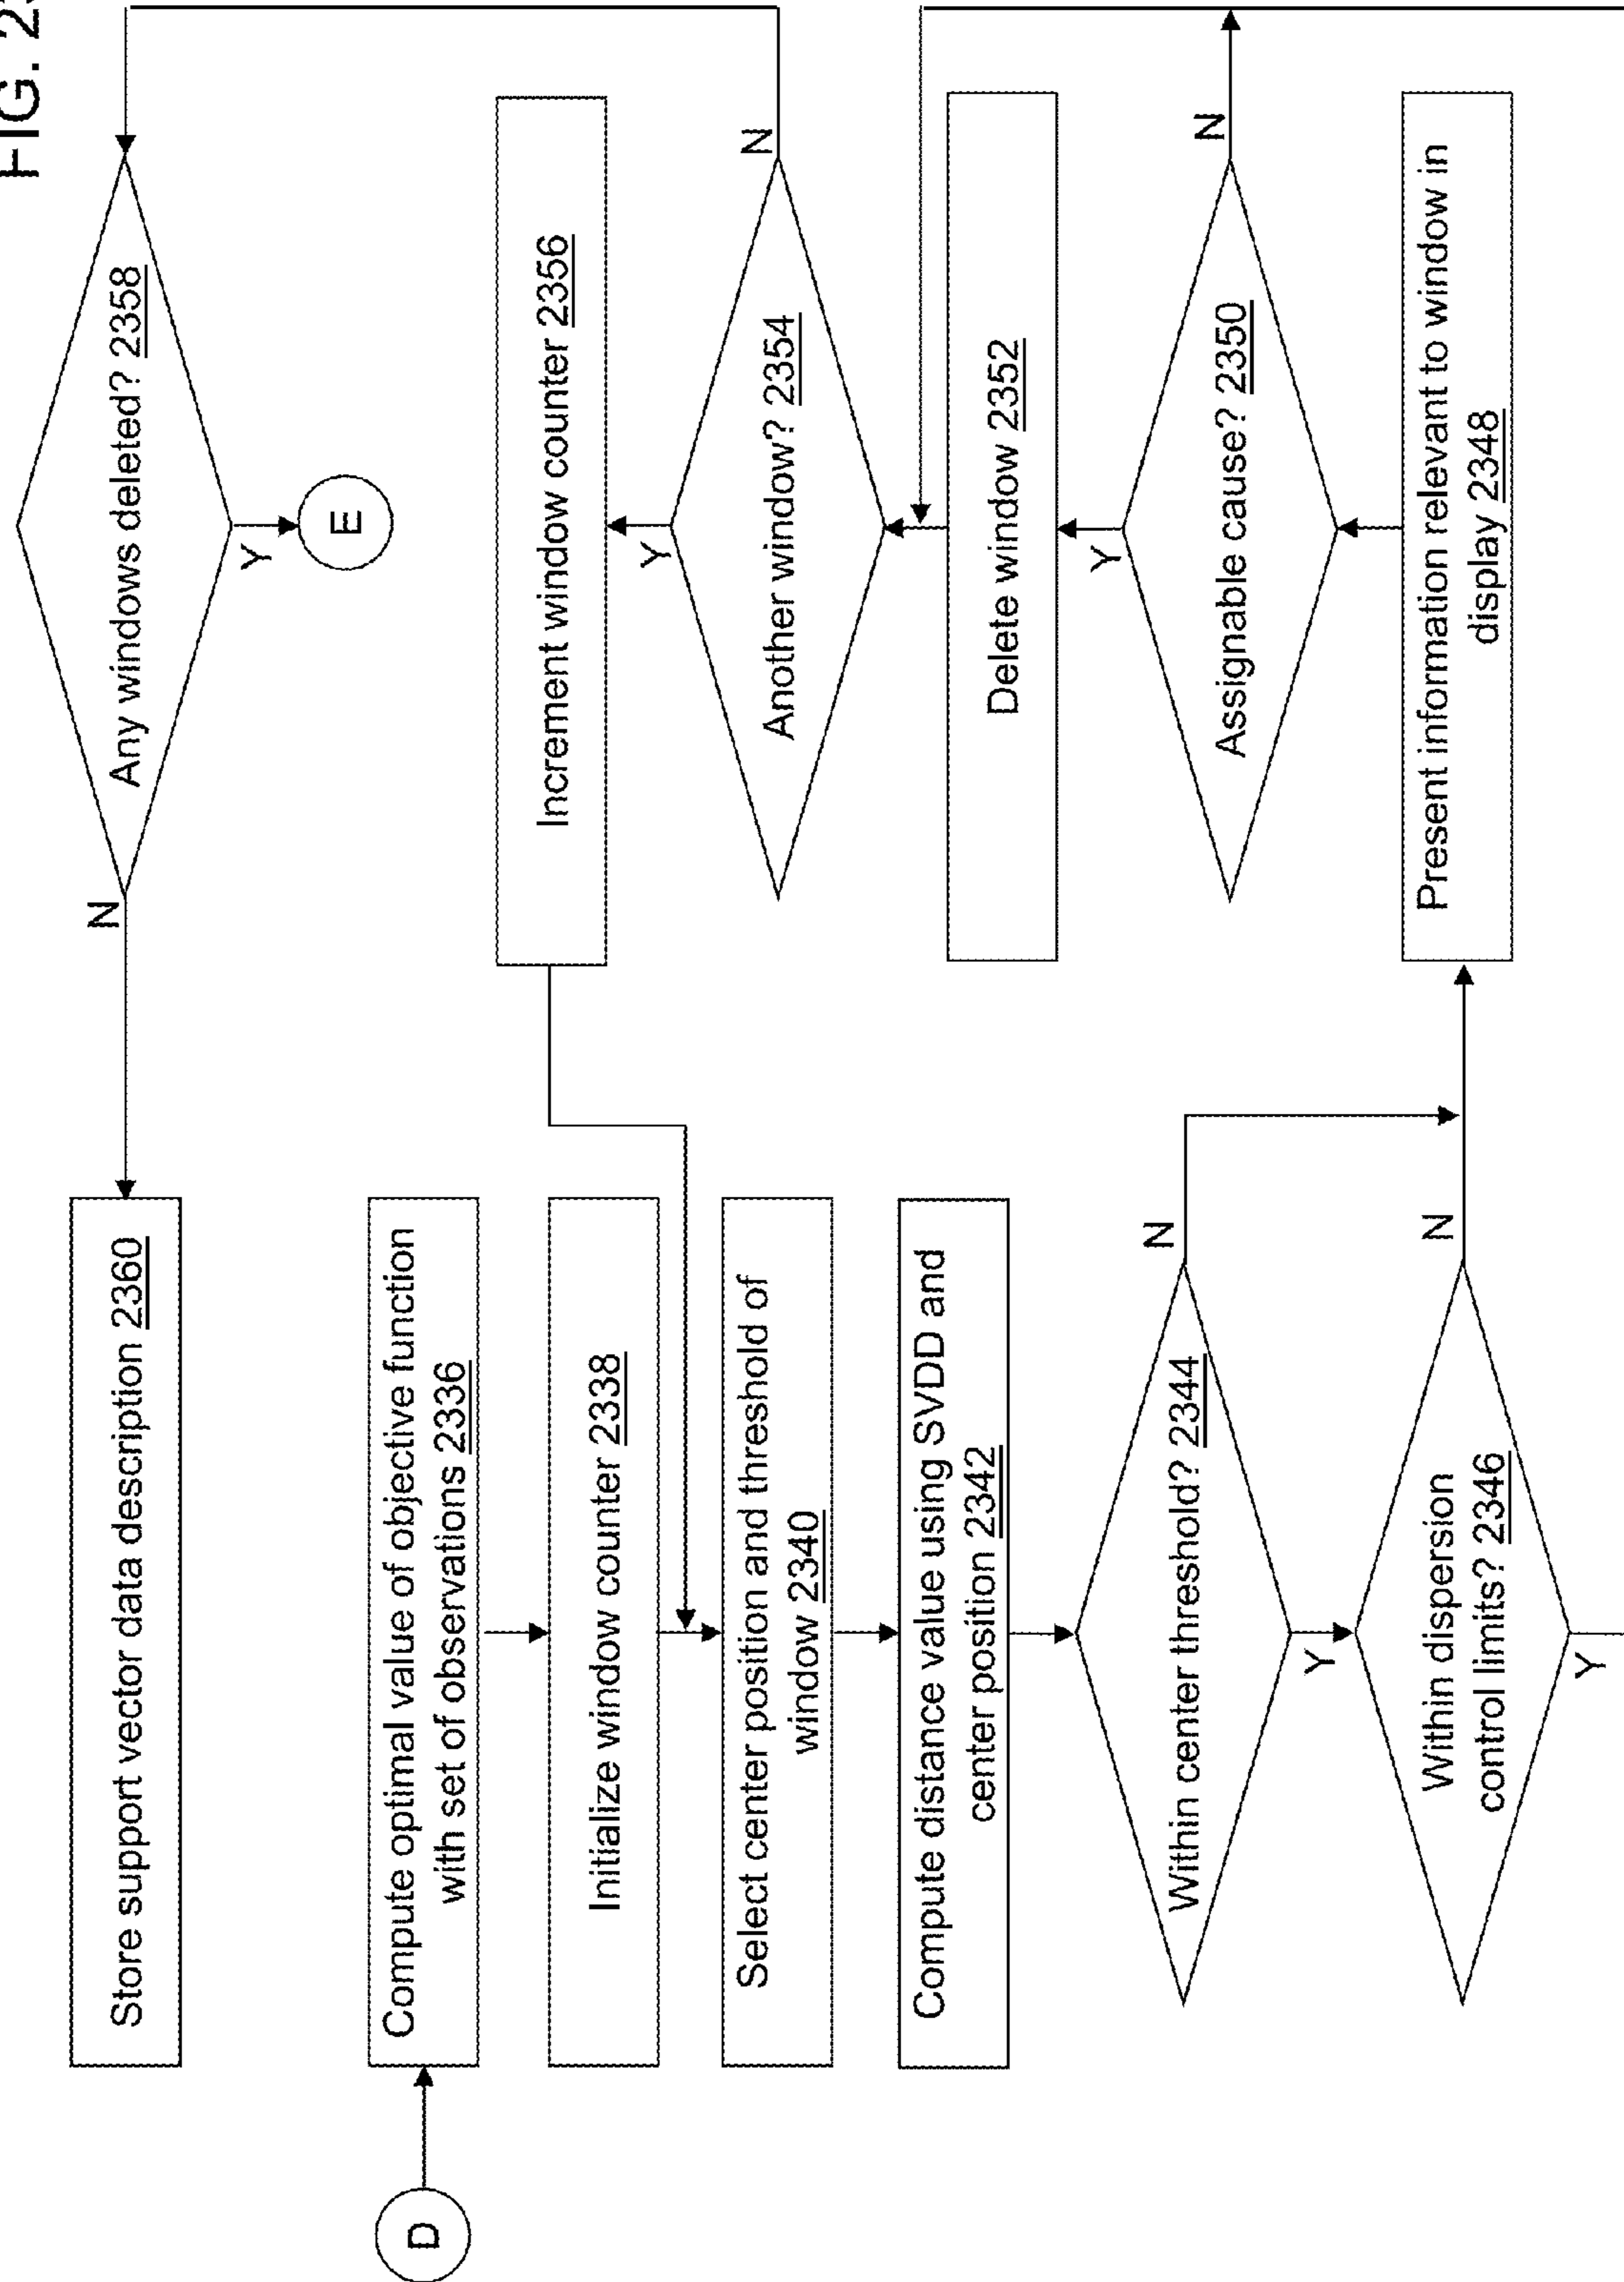 FIG. 2
Store support vector data description 2360
N
Any windows deleted? 2358
Y
E
D
Compute optimal value of objective function
with set of observations 2336
Initialize window counter 2338
Select center position and threshold of
window 2340
Compute distance value using SVDD and
center position 2342
Within center threshold? 2344
N
Y
Within dispersion
control limits? 2346
N
Y
Increment window counter 2356
Y
Another window? 2354
N
Delete window 2352
Y
Assignable cause? 2350
N
Present information relevant to window in
display 2348